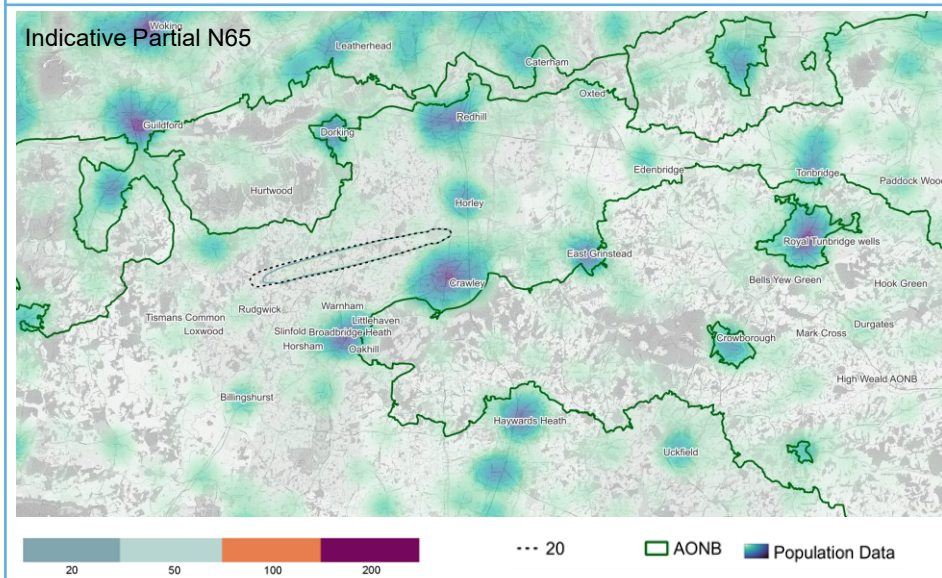 Indicative Partial N65
Woking
Leatherhead
Caterham
Oxted
Guildford
Redhill
Dorking
Edenbridge
Tonbridge
Paddock Wood
Hurtwood
Horley
Royal Tunbridge wells
East Grinstead
Bells Yew Green
Crawley
Hook Green
Rudgwick
Warnham
Tismans Common
Littlehaven
Durgates
Loxwood
Slinfold
Broadbridge Heath
Mark Cross
Horsham
Oakhill
Crowborough
High Weald AONB
Billingshurst
Haywards Heath
Uckfield
20 50 100 200
20
AONB
Population Data